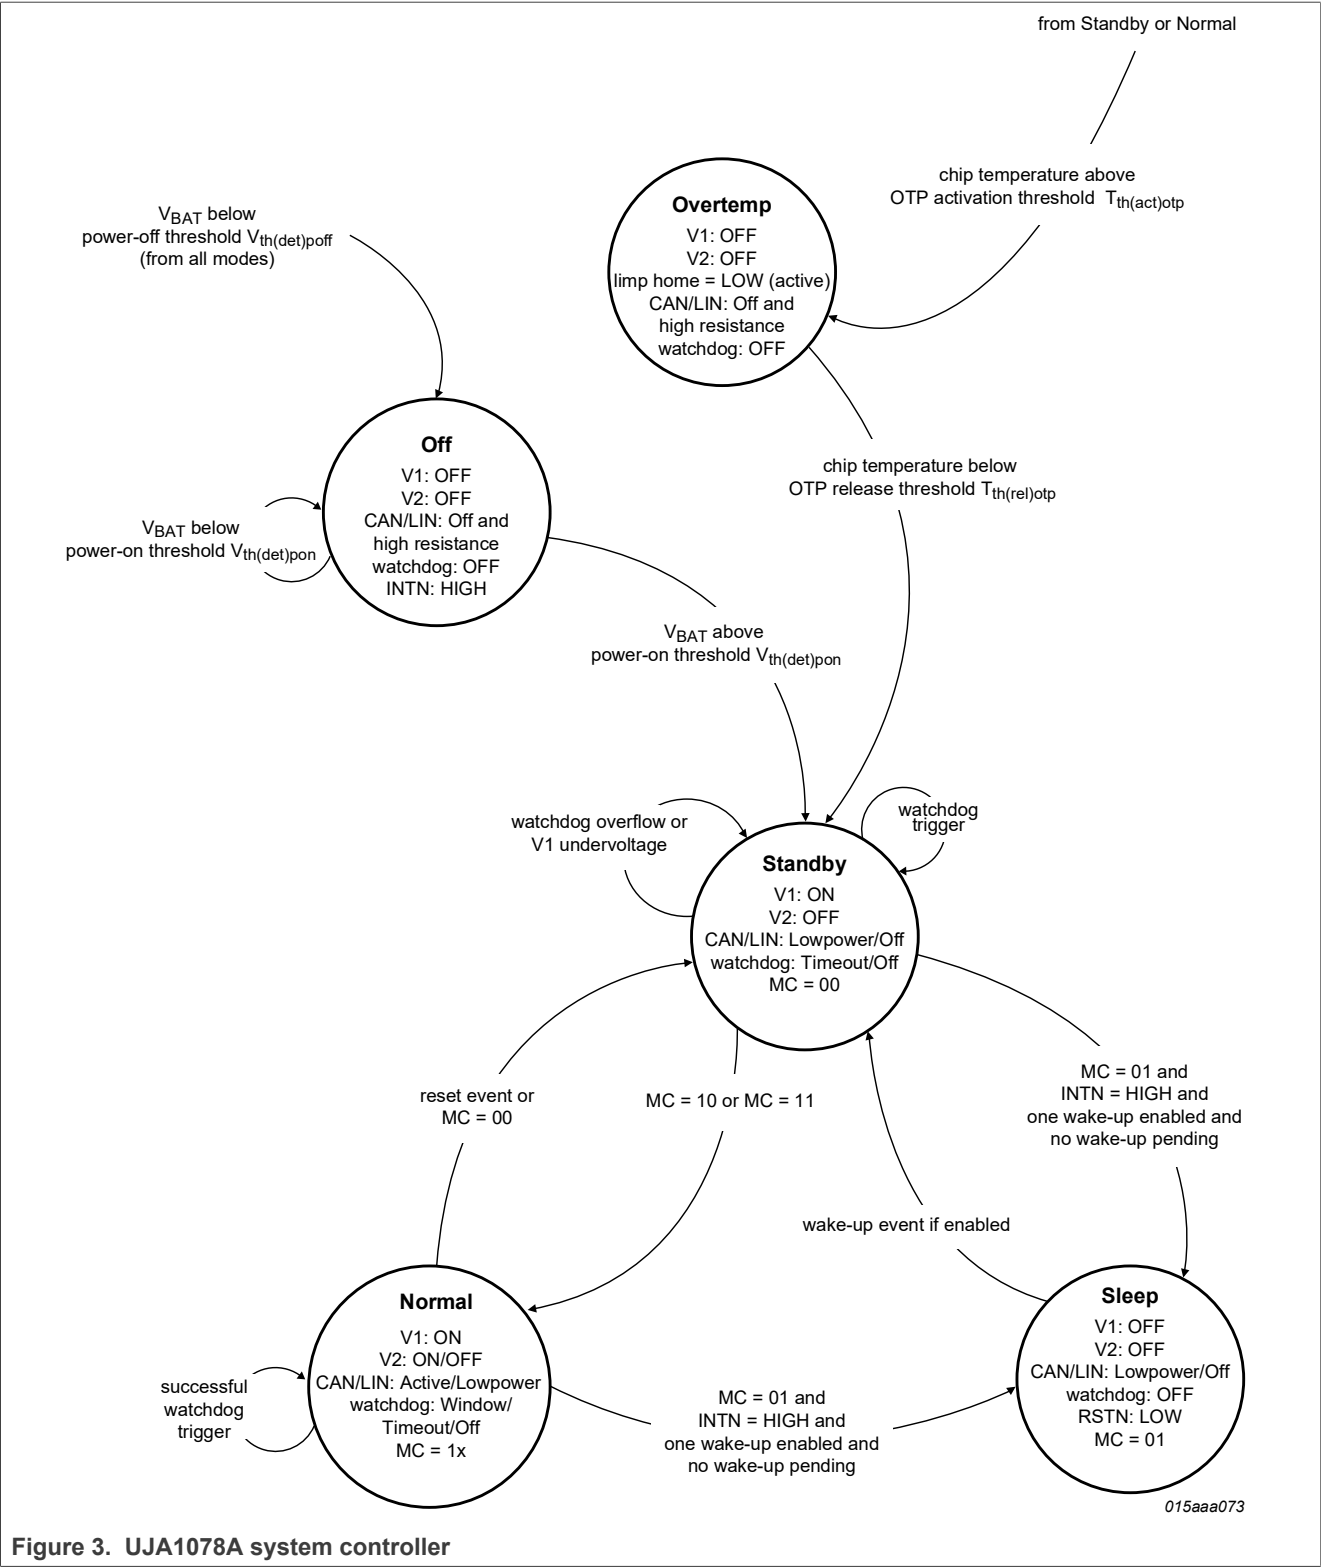 from Standby or Normal
chip temperature above
OTP activation threshold Tth(act)otp
Overtemp
V1: OFF
V2: OFF
limp home = LOW (active)
CAN/LIN: Off and
high resistance
watchdog: OFF
VBAT below
power-off threshold Vth(det)poff
(from all modes)
Off
V1: OFF
V2: OFF
CAN/LIN: Off and
high resistance
watchdog: OFF
INTN: HIGH
VBAT below
power-on threshold Vth(det)pon
chip temperature below
OTP release threshold Tth(rel)otp
VBAT above
power-on threshold Vth(det)pon
watchdog overflow or
V1 undervoltage
watchdog
trigger
Standby
V1: ON
V2: OFF
CAN/LIN: Lowpower/Off
watchdog: Timeout/Off
MC = 00
reset event or
MC = 00
MC = 10 or MC = 11
MC = 01 and
INTN = HIGH and
one wake-up enabled and
no wake-up pending
wake-up event if enabled
Normal
V1: ON
V2: ON/OFF
CAN/LIN: Active/Lowpower
watchdog: Window/
Timeout/Off
MC = 1x
successful
watchdog
trigger
MC = 01 and
INTN = HIGH and
one wake-up enabled and
no wake-up pending
Sleep
V1: OFF
V2: OFF
CAN/LIN: Lowpower/Off
watchdog: OFF
RSTN: LOW
MC = 01
015aaa073
Figure 3. UJA1078A system controller